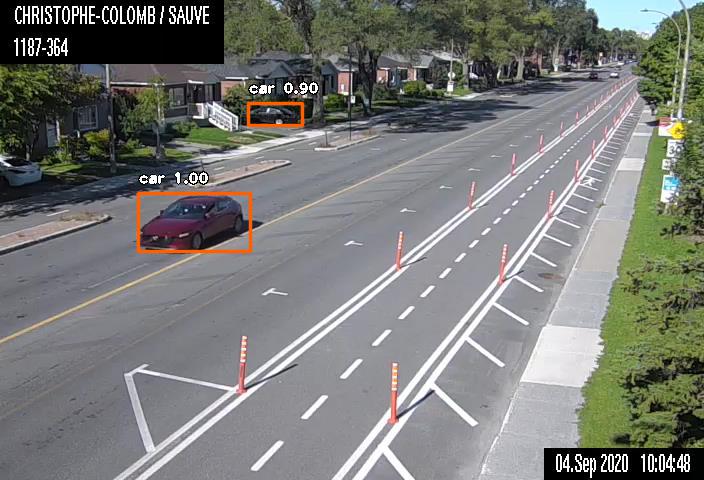 CHRISTOPHE-COLOMB / SAUVE
1187-364
car 0.90
car 1.00
04.Sep 2020 10:04:48